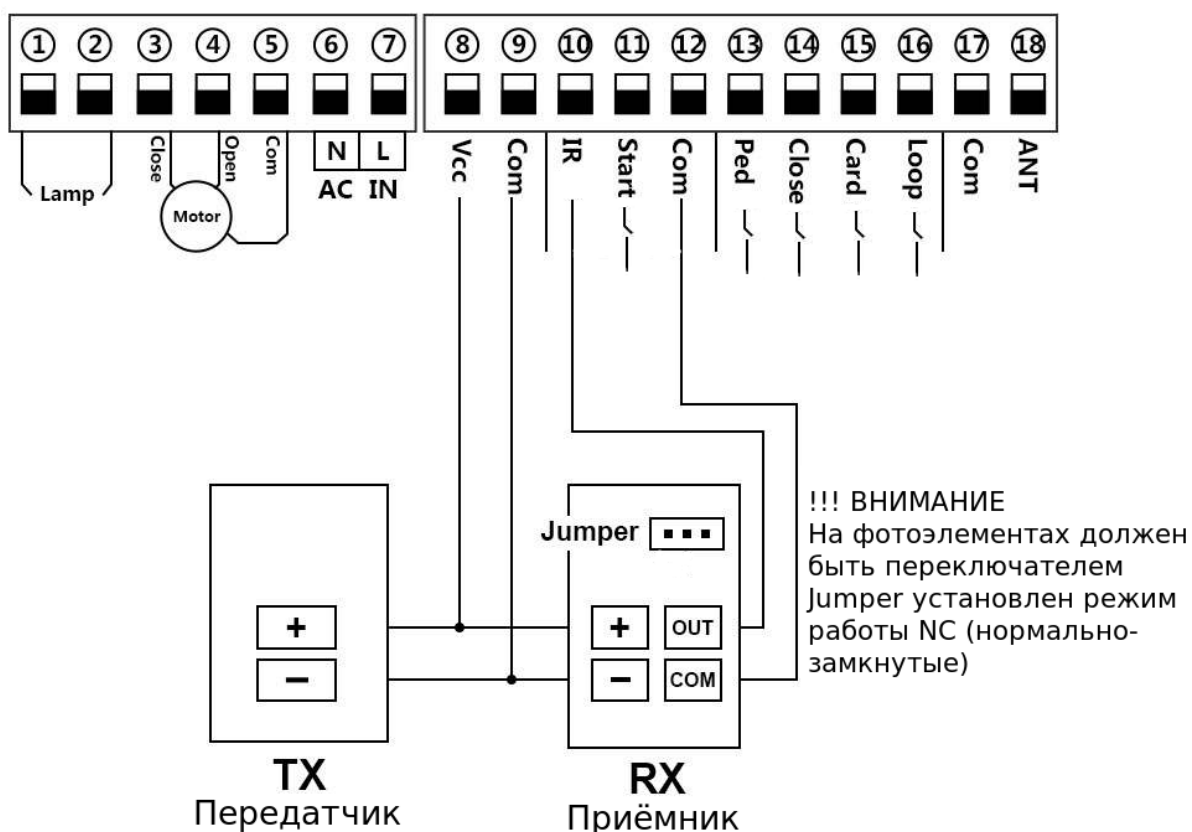 ① ② ③ ④ ⑤ ⑥ ⑦ ⑧ ⑨ ⑩ ⑪ ⑫ ⑬ ⑭ ⑮ ⑯ ⑰ ⑱
Lamp
Close
Open
Com
Motor
N L
AC IN
Vcc
Com
IR
Start
Com
Ped
Close
Card
Loop
Com
ANT
Jumper
!!! ВНИМАНИЕ
На фотоэлементах должен
быть переключателем
Jumper установлен режим
работы NC (нормально-
замкнутые)
+
−
+ OUT
− COM
TX
Передатчик
RX
Приёмник